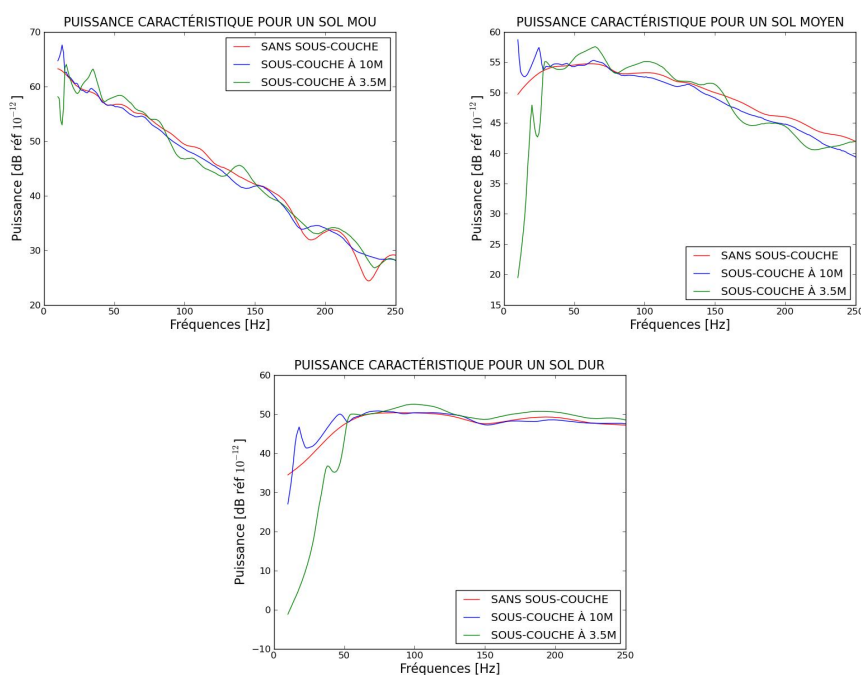 PUISSANCE CARACTÉRISTIQUE POUR UN SOL MOU
70
60
50
40
30
20
Puissance [dB réf 10^{-12}]
SANS SOUS-COUCHE
SOUS-COUCHE À 10M
SOUS-COUCHE À 3.5M
0 50 100 150 200 250
Fréquences [Hz]
PUISSANCE CARACTÉRISTIQUE POUR UN SOL MOYEN
60
55
50
45
40
35
30
25
20
15
Puissance [dB réf 10^{-12}]
SANS SOUS-COUCHE
SOUS-COUCHE À 10M
SOUS-COUCHE À 3.5M
0 50 100 150 200 250
Fréquences [Hz]
PUISSANCE CARACTÉRISTIQUE POUR UN SOL DUR
60
50
40
30
20
10
0
−10
Puissance [dB réf 10^{-12}]
SANS SOUS-COUCHE
SOUS-COUCHE À 10M
SOUS-COUCHE À 3.5M
0 50 100 150 200 250
Fréquences [Hz]